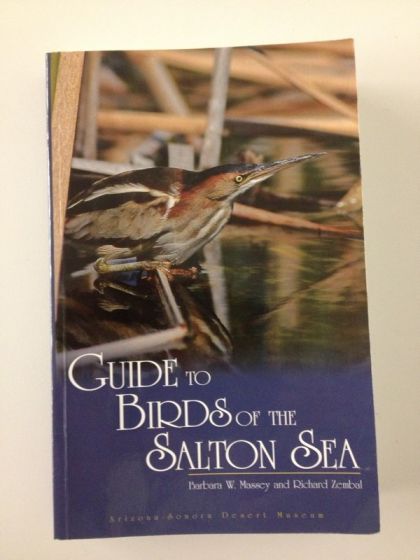 GUIDE TO
BIRDS OF THE
SALTON SEA
Barbara W. Massey and Richard Zembal
Arizona-Sonora Desert Museum